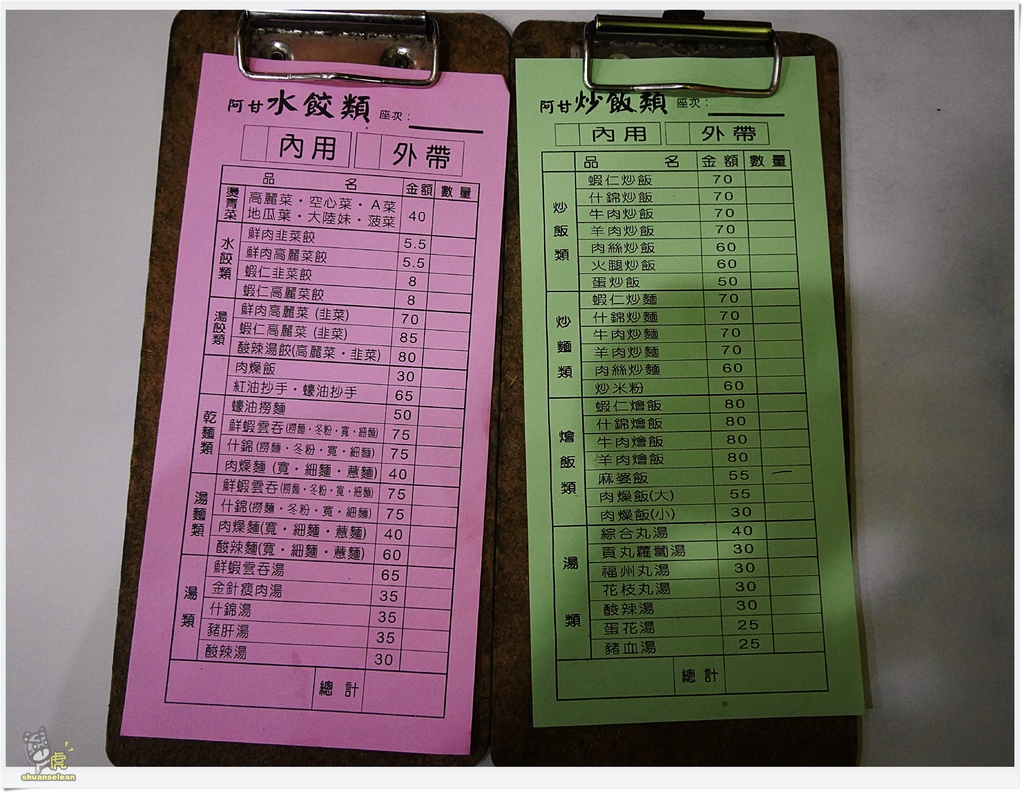 阿甘水餃類 座次：
內用 外帶
品名 金額 數量
燙青菜
高麗菜・空心菜・A菜
地瓜葉・大陸妹・菠菜 40
水餃類
鮮肉韭菜餃 5.5
鮮肉高麗菜餃 5.5
蝦仁韭菜餃 8
蝦仁高麗菜餃 8
湯餃類
鮮肉高麗菜 (韭菜) 70
蝦仁高麗菜 (韭菜) 85
酸辣湯餃(高麗菜・韭菜) 80
肉燥飯 30
紅油抄手・蠔油抄手 65
乾麵類
蠔油撈麵 50
鮮蝦雲吞(撈麵・冬粉・寬・細麵) 75
什錦(撈麵・冬粉・寬・細麵) 75
肉燥麵 (寬・細麵・薏麵) 40
湯麵類
鮮蝦雲吞(撈麵・冬粉・寬・細麵) 75
什錦(撈麵・冬粉・寬・細麵) 75
肉燥麵(寬・細麵・薏麵) 40
酸辣麵(寬・細麵・薏麵) 60
湯類
鮮蝦雲吞湯 65
金針瘦肉湯 35
什錦湯 35
豬肝湯 35
酸辣湯 30
總計
阿甘炒飯類 座次：
內用 外帶
品名 金額 數量
炒飯類
蝦仁炒飯 70
什錦炒飯 70
牛肉炒飯 70
羊肉炒飯 70
肉絲炒飯 60
火腿炒飯 60
蛋炒飯 50
炒麵類
蝦仁炒麵 70
什錦炒麵 70
牛肉炒麵 70
羊肉炒麵 70
肉絲炒麵 60
炒米粉 60
燴飯類
蝦仁燴飯 80
什錦燴飯 80
牛肉燴飯 80
羊肉燴飯 80
麻婆飯 55
肉燥飯(大) 55
肉燥飯(小) 30
湯類
綜合丸湯 40
貢丸蘿蔔湯 30
福州丸湯 30
花枝丸湯 30
酸辣湯 30
蛋花湯 25
豬血湯 25
總計
虎
shuanselean